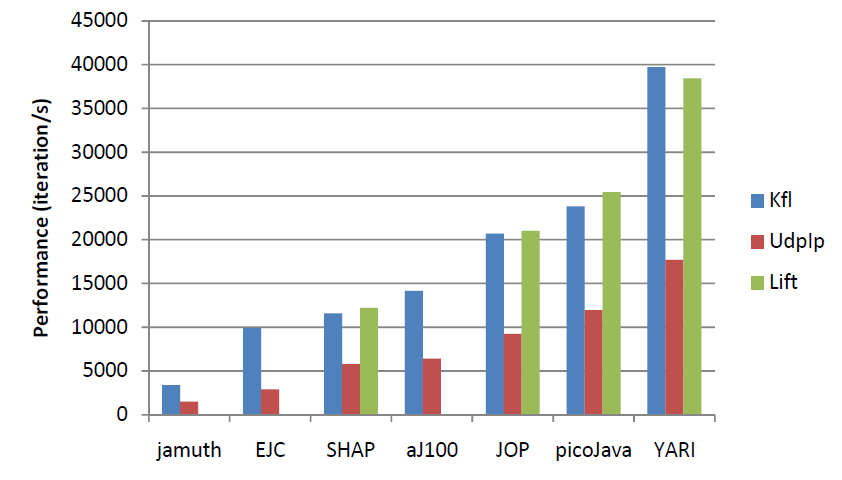 45000
40000
35000
30000
25000
20000
15000
10000
5000
0
Performance (iteration/s)
jamuth EJC SHAP aJ100 JOP picoJava YARI
Kfl
UdpIp
Lift